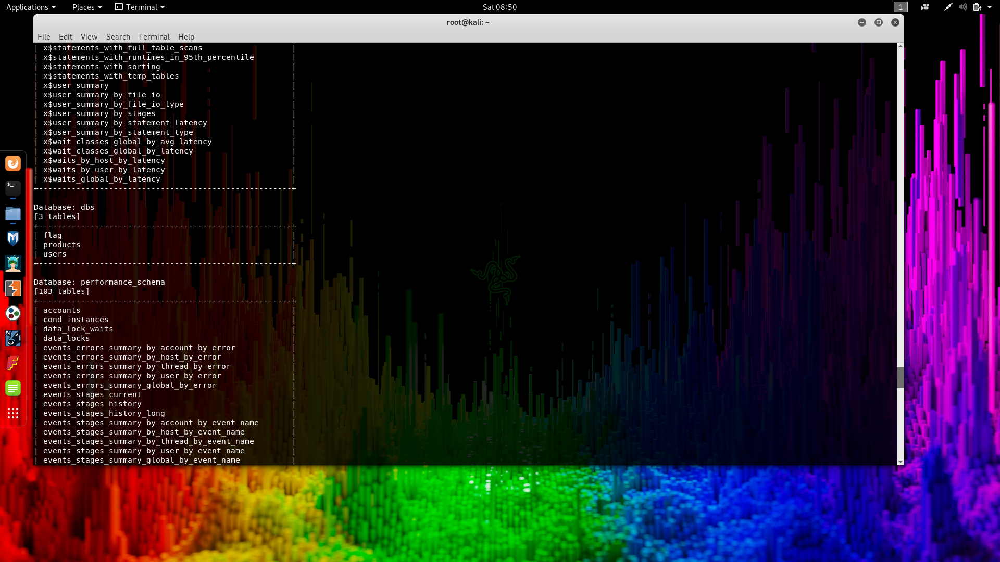 Applications Places Terminal Sat 08:50 1
root@kali: ~
File Edit View Search Terminal Help
| x$statements_with_full_table_scans |
| x$statements_with_runtimes_in_95th_percentile |
| x$statements_with_sorting |
| x$statements_with_temp_tables |
| x$user_summary |
| x$user_summary_by_file_io |
| x$user_summary_by_file_io_type |
| x$user_summary_by_stages |
| x$user_summary_by_statement_latency |
| x$user_summary_by_statement_type |
| x$wait_classes_global_by_avg_latency |
| x$wait_classes_global_by_latency |
| x$waits_by_host_by_latency |
| x$waits_by_user_by_latency |
| x$waits_global_by_latency |
+------------------------------------------------------+
Database: dbs
[3 tables]
+------------------------------------------------------+
| flag |
| products |
| users |
+------------------------------------------------------+
Database: performance_schema
[103 tables]
+------------------------------------------------------+
| accounts |
| cond_instances |
| data_lock_waits |
| data_locks |
| events_errors_summary_by_account_by_error |
| events_errors_summary_by_host_by_error |
| events_errors_summary_by_thread_by_error |
| events_errors_summary_by_user_by_error |
| events_errors_summary_global_by_error |
| events_stages_current |
| events_stages_history |
| events_stages_history_long |
| events_stages_summary_by_account_by_event_name |
| events_stages_summary_by_host_by_event_name |
| events_stages_summary_by_thread_by_event_name |
| events_stages_summary_by_user_by_event_name |
| events_stages_summary_global_by_event_name |